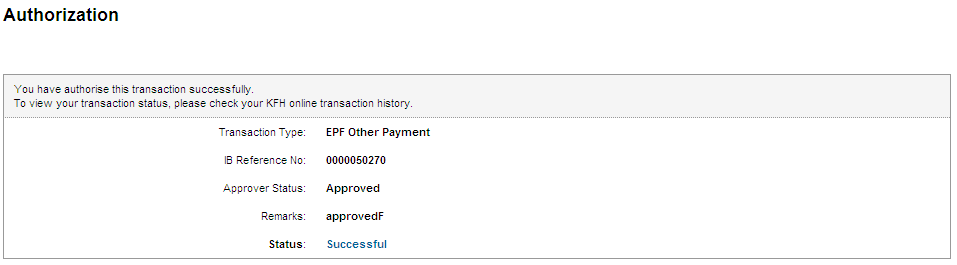 Authorization
You have authorise this transaction successfully.
To view your transaction status, please check your KFH online transaction history.
Transaction Type: EPF Other Payment
IB Reference No: 0000050270
Approver Status: Approved
Remarks: approvedF
Status: Successful